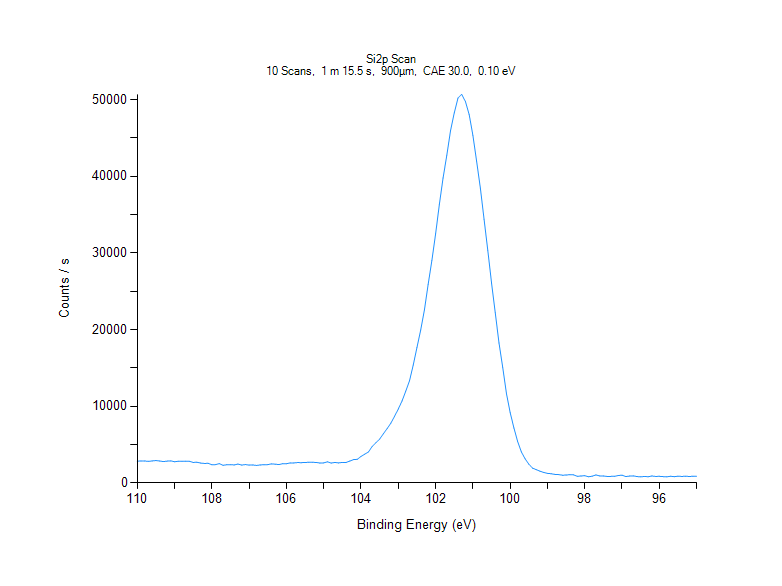 Si2p Scan
10 Scans, 1 m 15.5 s, 900µm, CAE 30.0, 0.10 eV
50000
40000
30000
20000
10000
0
Counts / s
110 108 106 104 102 100 98 96
Binding Energy (eV)